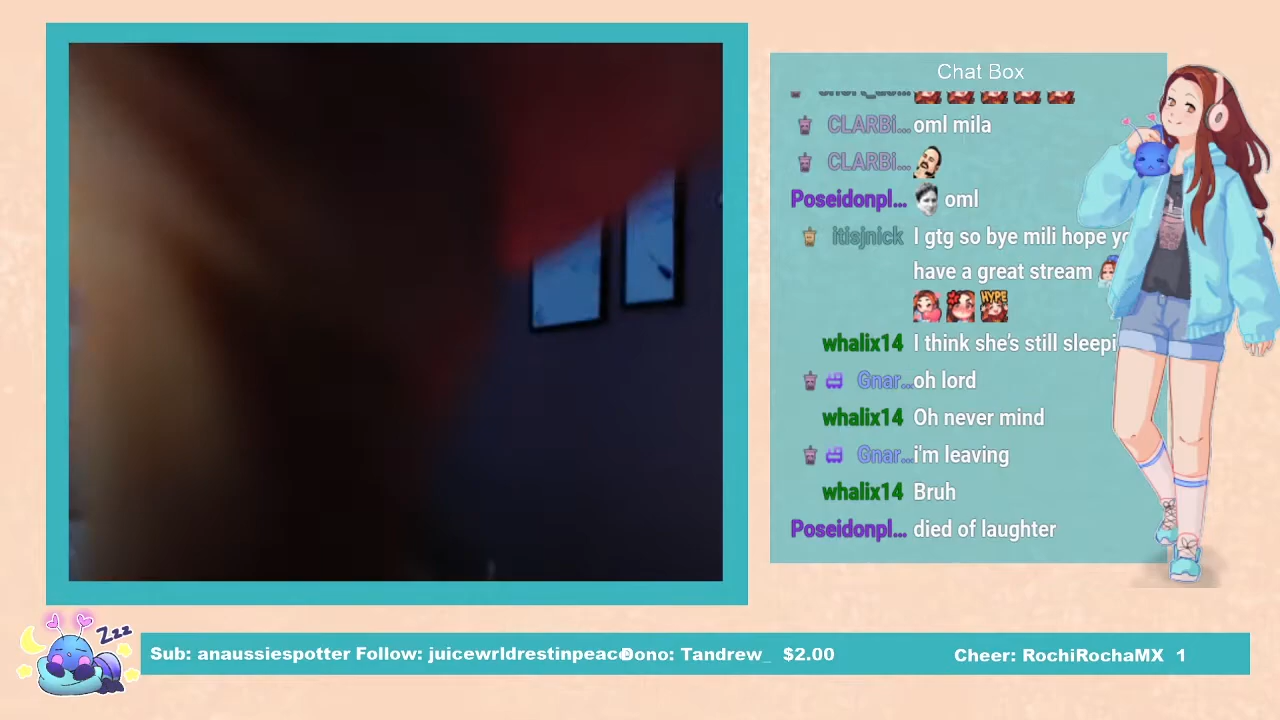 Chat Box
CLARBi... oml mila
CLARBi...
Poseidonpl... oml
itisjnick I gtg so bye mili hope yo
have a great stream
HYPE
whalix14 I think she's still sleepi
Gnar... oh lord
whalix14 Oh never mind
Gnar... i'm leaving
whalix14 Bruh
Poseidonpl... died of laughter
Zzz
Sub: anaussiespotter Follow: juicewrldrestinpeace Dono: Tandrew_ $2.00 Cheer: RochiRochaMX 1